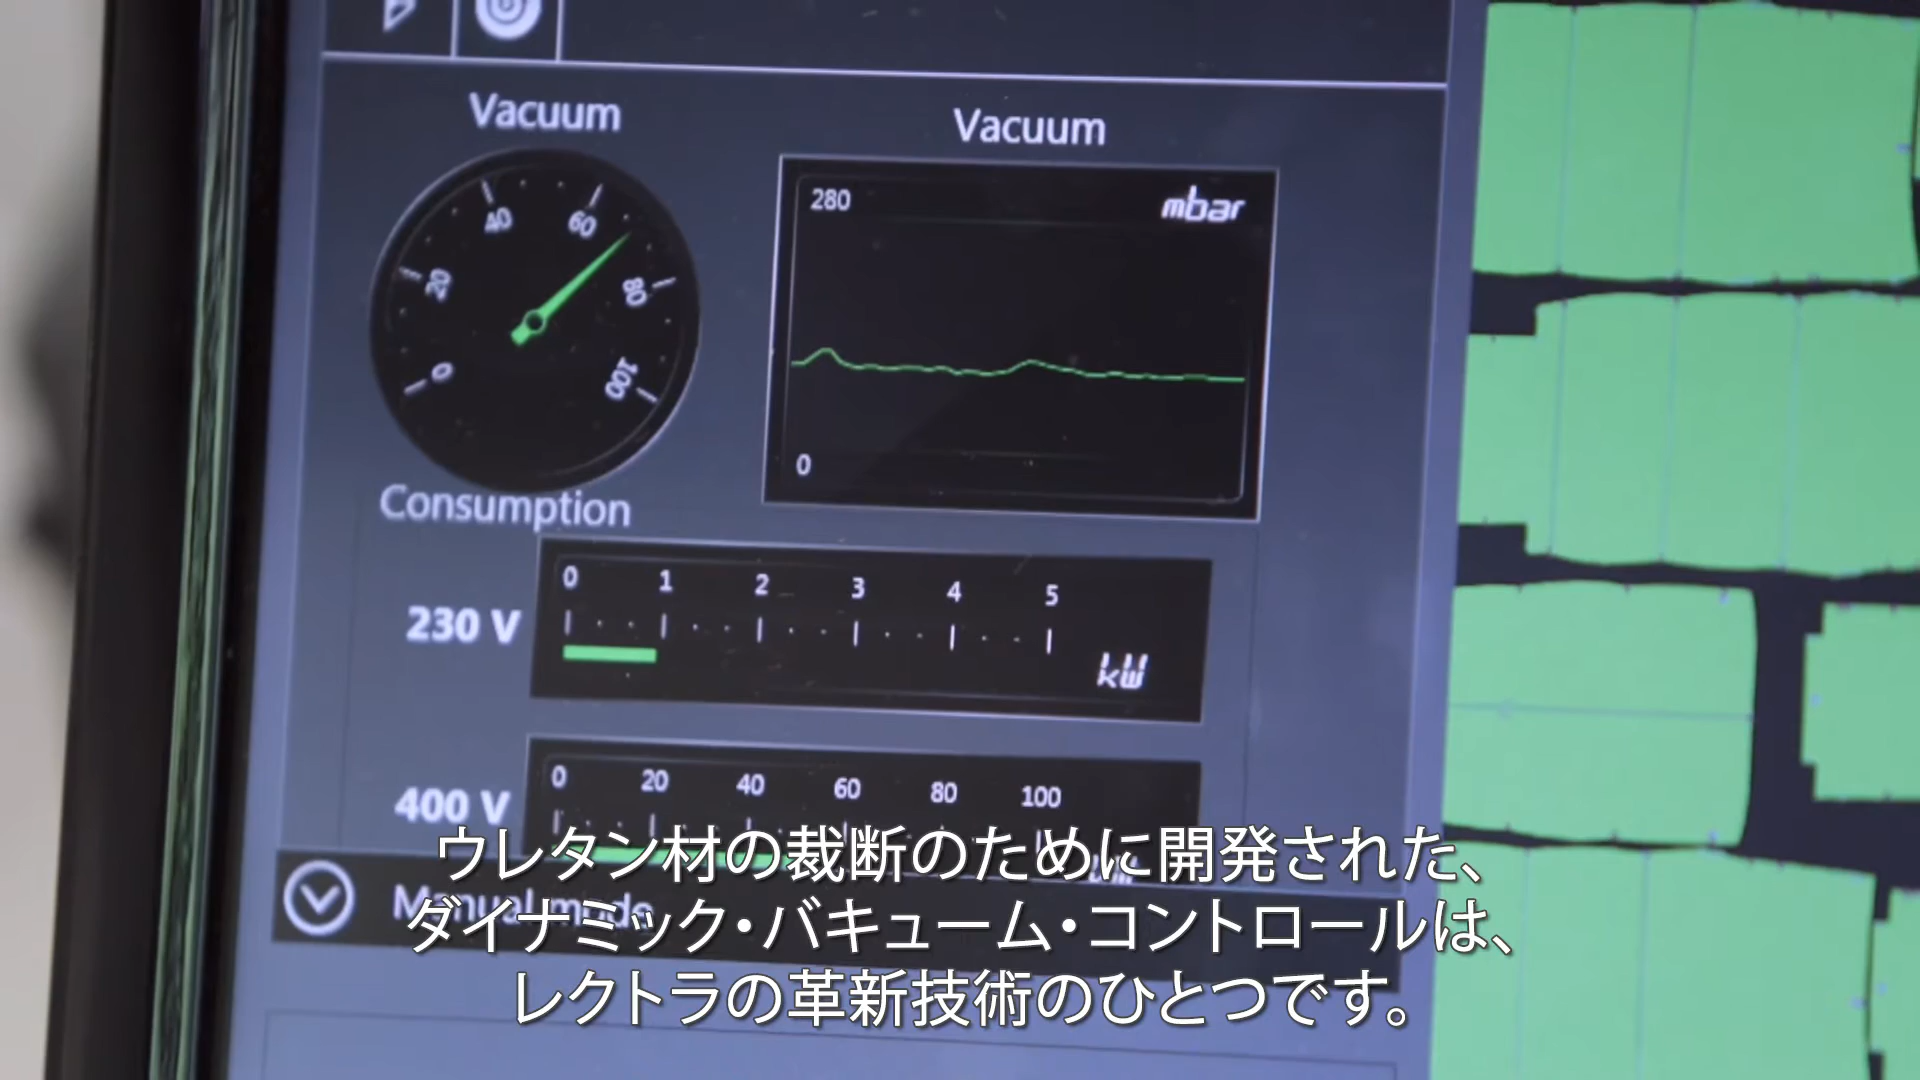 Vacuum
0
20
40
60
80
100
Vacuum
280
mbar
0
Consumption
230 V
0 1 2 3 4 5
kW
400 V
0 20 40 60 80 100
Manual mode
ウレタン材の裁断のために開発された、
ダイナミック・バキューム・コントロールは、
レクトラの革新技術のひとつです。